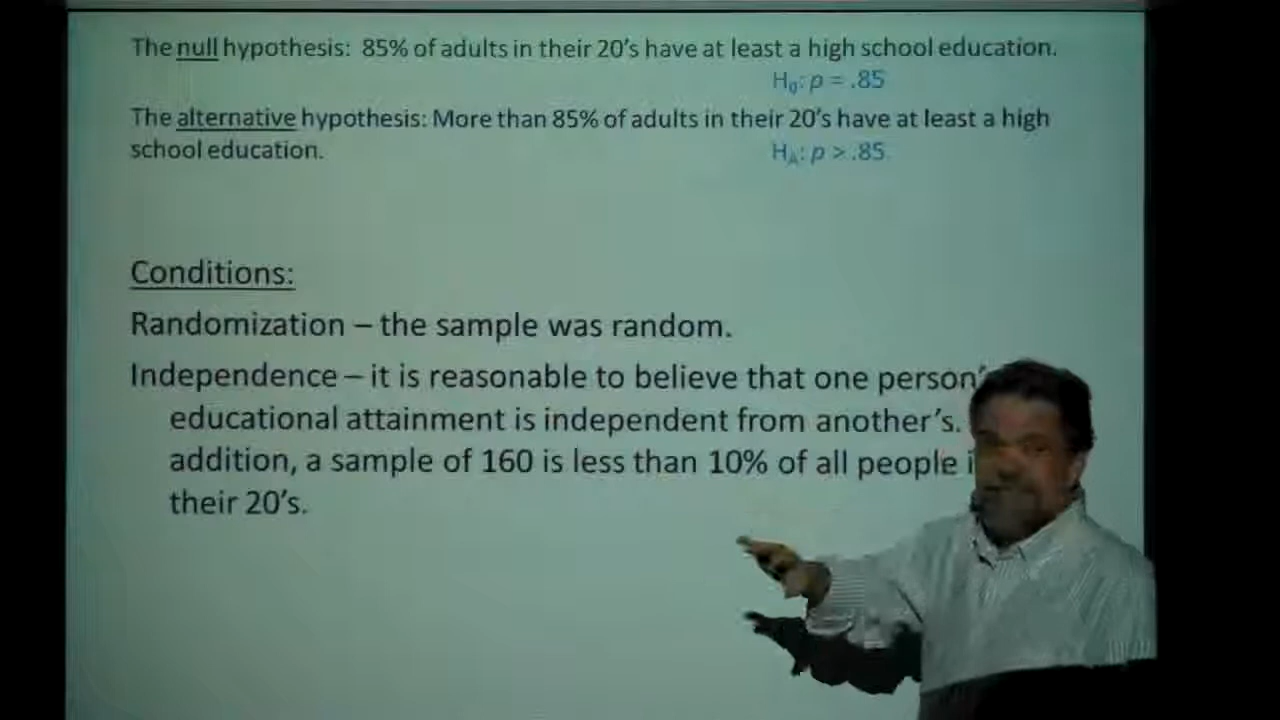 The null hypothesis: 85% of adults in their 20's have at least a high school education.
H₀: p = .85
The alternative hypothesis: More than 85% of adults in their 20's have at least a high
school education. Hₐ: p > .85
Conditions:
Randomization – the sample was random.
Independence – it is reasonable to believe that one person'
educational attainment is independent from another's.
addition, a sample of 160 is less than 10% of all people
their 20's.